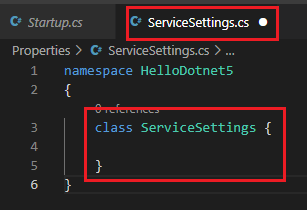 C# Startup.cs
C# ServiceSettings.cs ●
Properties > C# ServiceSettings.cs > ...
1 namespace HelloDotnet5
2 {
0 references
3 class ServiceSettings {
4
5 }
6 }